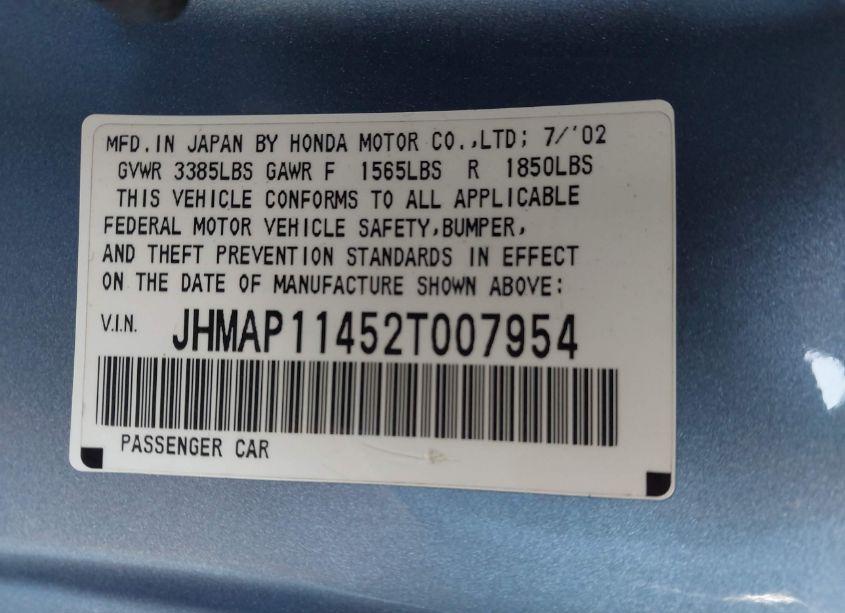 MFD.IN JAPAN BY HONDA MOTOR CO.,LTD; 7/'02
GVWR 3385LBS GAWR F 1565LBS R 1850LBS
THIS VEHICLE CONFORMS TO ALL APPLICABLE
FEDERAL MOTOR VEHICLE SAFETY,BUMPER,
AND THEFT PREVENTION STANDARDS IN EFFECT
ON THE DATE OF MANUFACTURE SHOWN ABOVE:
V.I.N. JHMAP11452T007954
PASSENGER CAR